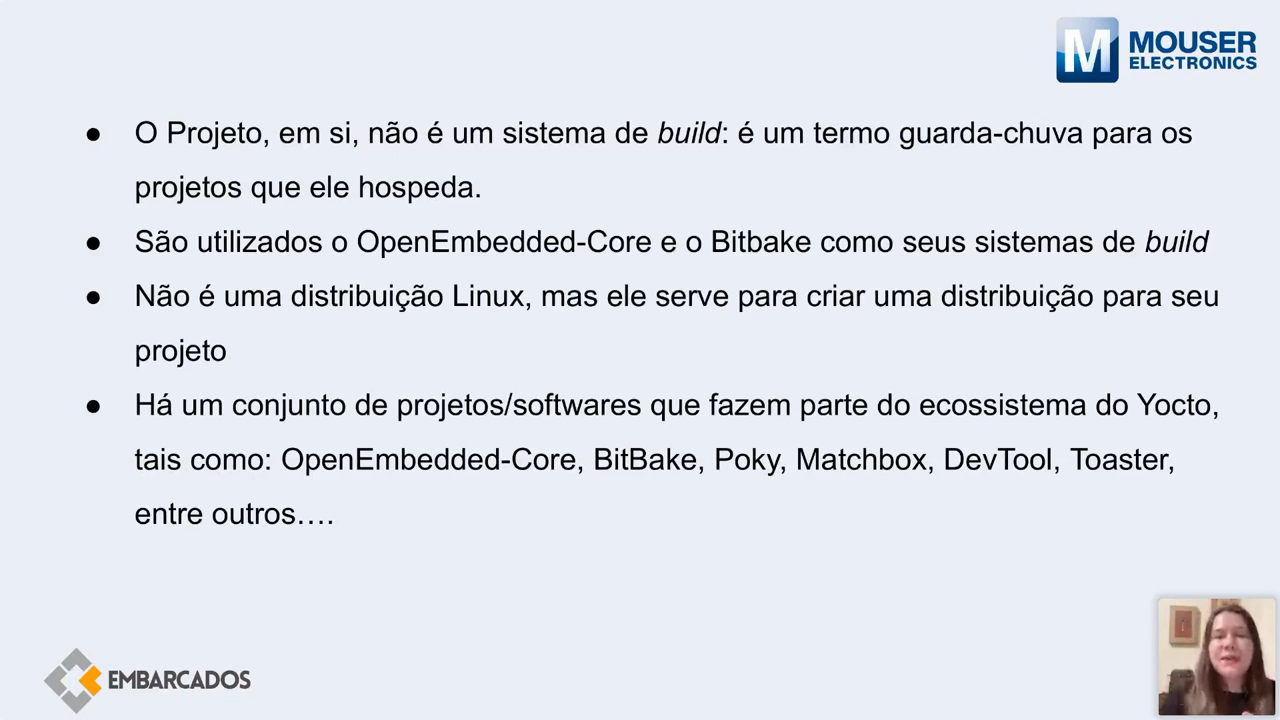 MOUSER
ELECTRONICS
● O Projeto, em si, não é um sistema de build: é um termo guarda-chuva para os
projetos que ele hospeda.
● São utilizados o OpenEmbedded-Core e o Bitbake como seus sistemas de build
● Não é uma distribuição Linux, mas ele serve para criar uma distribuição para seu
projeto
● Há um conjunto de projetos/softwares que fazem parte do ecossistema do Yocto,
tais como: OpenEmbedded-Core, BitBake, Poky, Matchbox, DevTool, Toaster,
entre outros….
EMBARCADOS